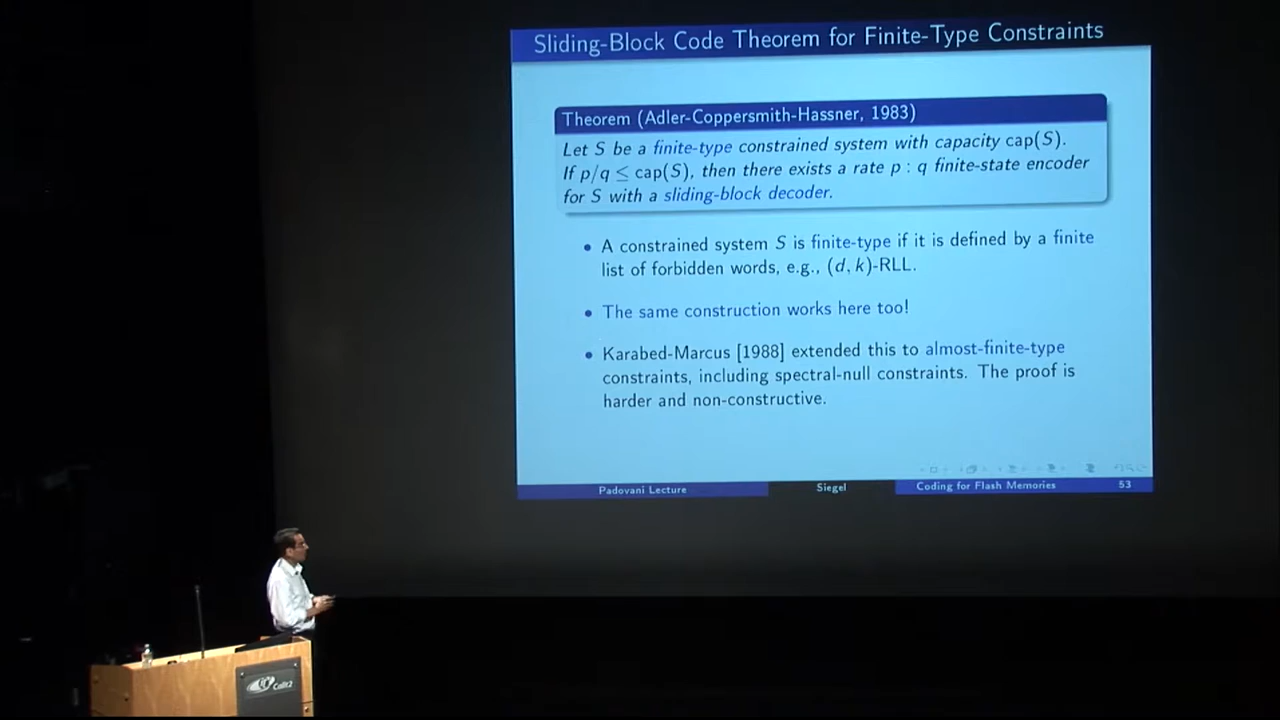 Sliding-Block Code Theorem for Finite-Type Constraints
Theorem (Adler-Coppersmith-Hassner, 1983)
Let S be a finite-type constrained system with capacity cap(S).
If p/q ≤ cap(S), then there exists a rate p : q finite-state encoder
for S with a sliding-block decoder.
• A constrained system S is finite-type if it is defined by a finite
list of forbidden words, e.g., (d, k)-RLL.
• The same construction works here too!
• Karabed-Marcus [1988] extended this to almost-finite-type
constraints, including spectral-null constraints. The proof is
harder and non-constructive.
Padovani Lecture Siegel Coding for Flash Memories 53
Calit2